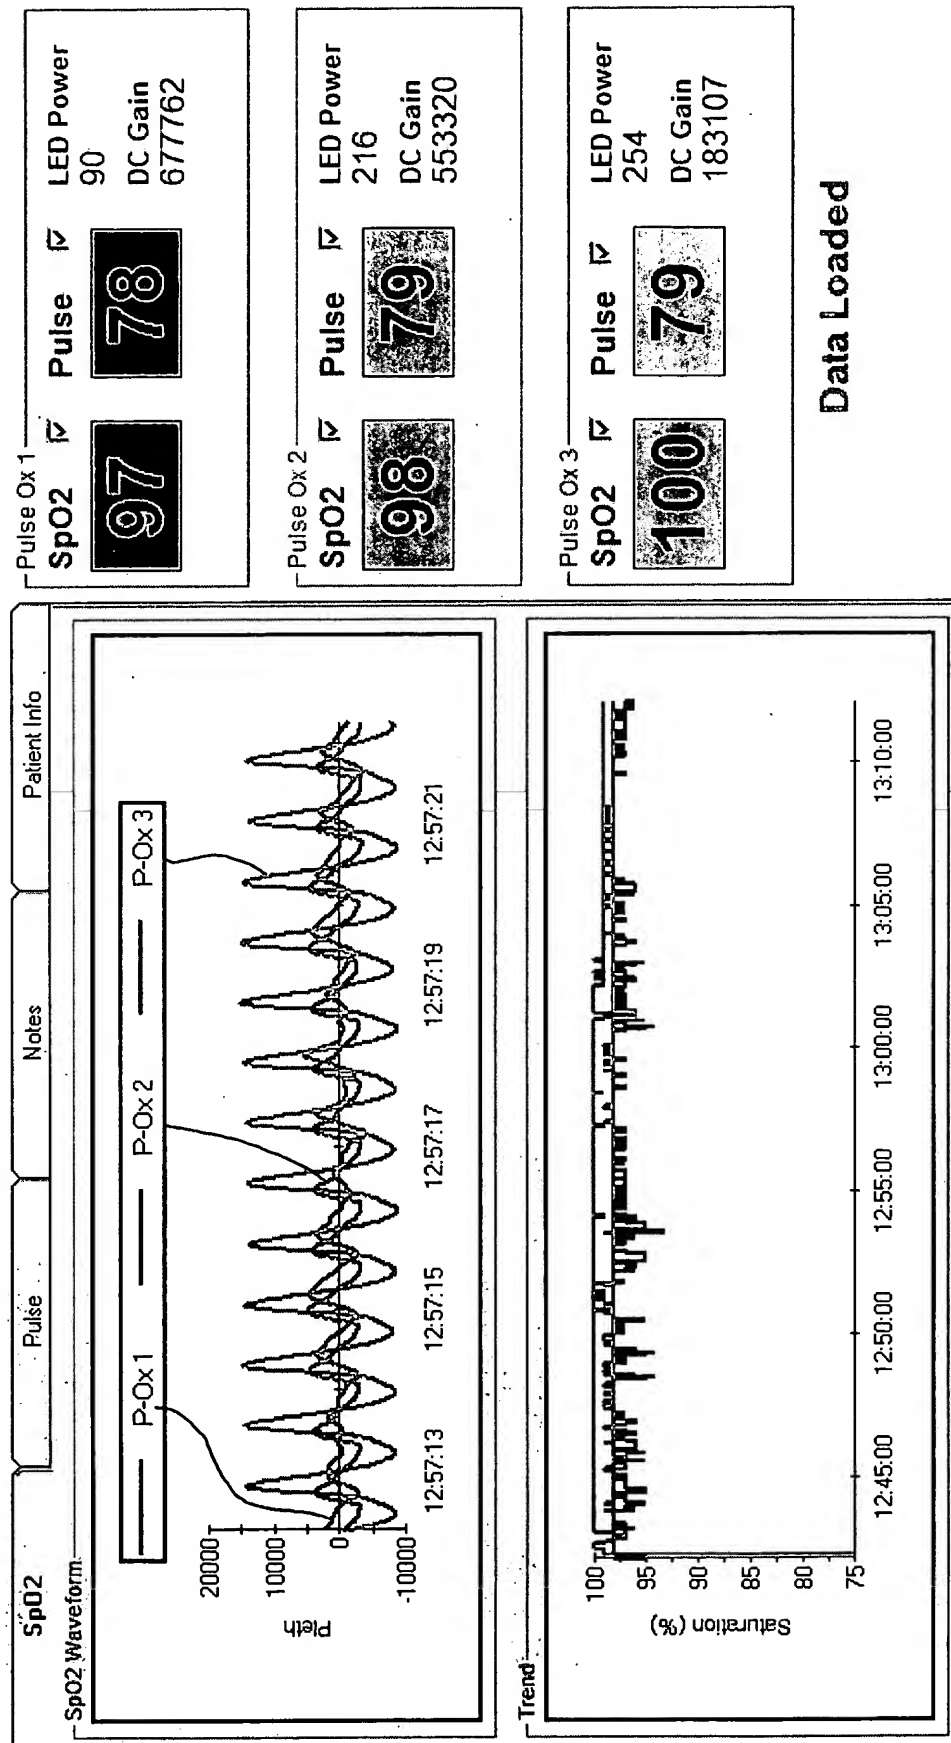 SpO2
Pulse
Notes
Patient Info
SpO2 Waveform
P-Ox 1
P-Ox 2
P-Ox 3
20000
10000
0
-10000
Pleth
12:57:13
12:57:15
12:57:17
12:57:19
12:57:21
Trend
100
95
90
85
80
75
Saturation (%)
12:45:00
12:50:00
12:55:00
13:00:00
13:05:00
13:10:00
Pulse Ox 1
SpO2
Pulse
LED Power
97
78
90
DC Gain
677762
Pulse Ox 2
SpO2
Pulse
LED Power
98
79
216
DC Gain
553320
Pulse Ox 3
SpO2
Pulse
LED Power
100
79
254
DC Gain
183107
Data Loaded